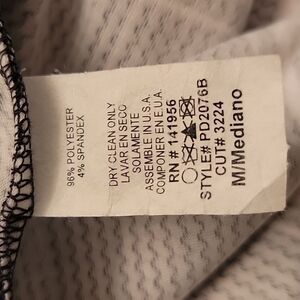 96% POLYESTER
4% SPANDEX
DRY CLEAN ONLY
LAVAR EN SECO
SOLAMENTE
ASSEMBLE IN U.S.A.
COMPONER EN E.U.A.
RN # 141956
STYLE# PD2076B
CUT# 3224
M/Mediano